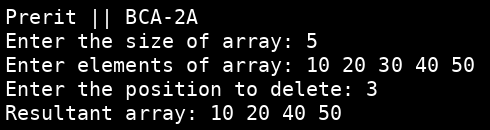 Prerit || BCA-2A
Enter the size of array: 5
Enter elements of array: 10 20 30 40 50
Enter the position to delete: 3
Resultant array: 10 20 40 50